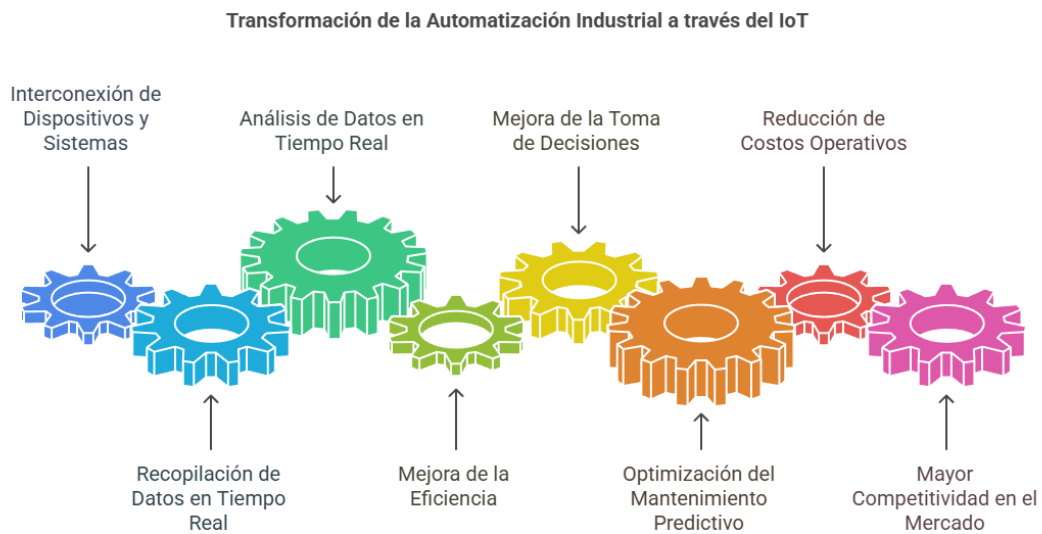 Transformación de la Automatización Industrial a través del IoT
Interconexión de
Dispositivos y
Sistemas
Análisis de Datos en
Tiempo Real
Mejora de la Toma
de Decisiones
Reducción de
Costos Operativos
Recopilación de
Datos en Tiempo
Real
Mejora de la
Eficiencia
Optimización del
Mantenimiento
Predictivo
Mayor
Competitividad en el
Mercado